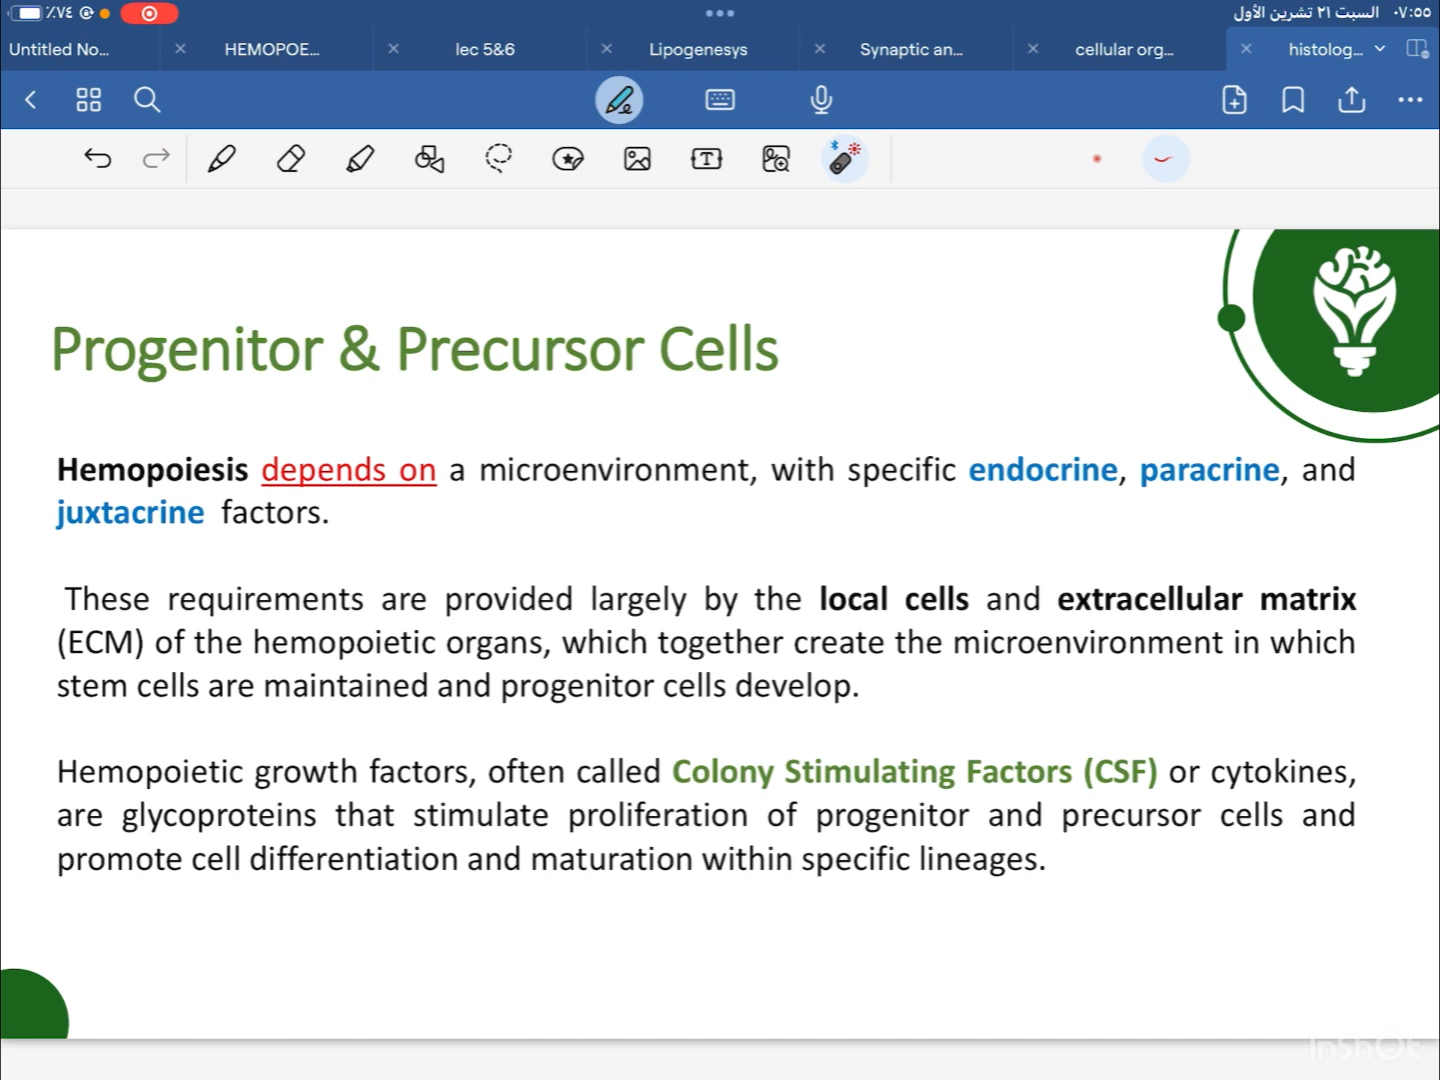 ٪٧٤
السبت ٢١ تشرين الأول ٠٧:٥٥
Untitled No...
HEMOPOE...
lec 5&6
Lipogenesys
Synaptic an...
cellular org...
histolog...
Progenitor & Precursor Cells
Hemopoiesis depends on a microenvironment, with specific endocrine, paracrine, and
juxtacrine factors.
These requirements are provided largely by the local cells and extracellular matrix
(ECM) of the hemopoietic organs, which together create the microenvironment in which
stem cells are maintained and progenitor cells develop.
Hemopoietic growth factors, often called Colony Stimulating Factors (CSF) or cytokines,
are glycoproteins that stimulate proliferation of progenitor and precursor cells and
promote cell differentiation and maturation within specific lineages.
InShOt